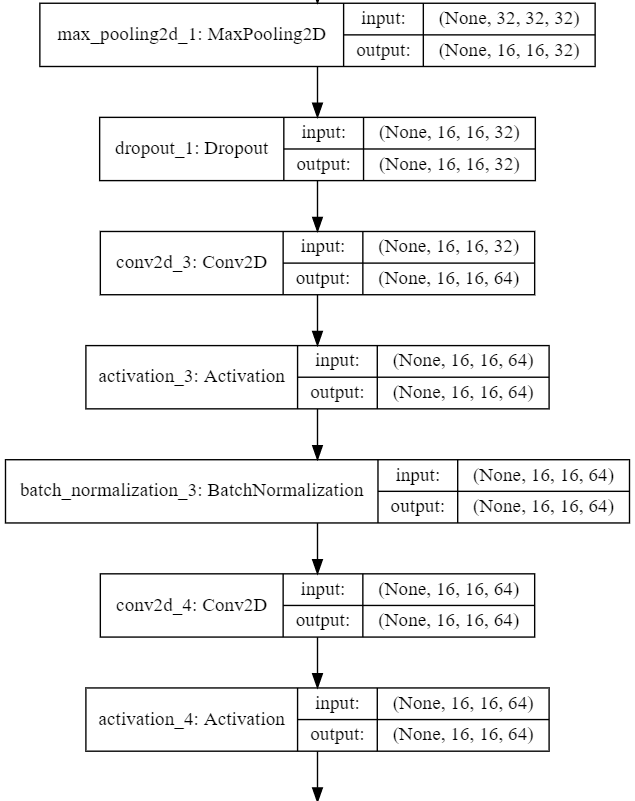 max_pooling2d_1: MaxPooling2D
input: (None, 32, 32, 32)
output: (None, 16, 16, 32)
dropout_1: Dropout
input: (None, 16, 16, 32)
output: (None, 16, 16, 32)
conv2d_3: Conv2D
input: (None, 16, 16, 32)
output: (None, 16, 16, 64)
activation_3: Activation
input: (None, 16, 16, 64)
output: (None, 16, 16, 64)
batch_normalization_3: BatchNormalization
input: (None, 16, 16, 64)
output: (None, 16, 16, 64)
conv2d_4: Conv2D
input: (None, 16, 16, 64)
output: (None, 16, 16, 64)
activation_4: Activation
input: (None, 16, 16, 64)
output: (None, 16, 16, 64)